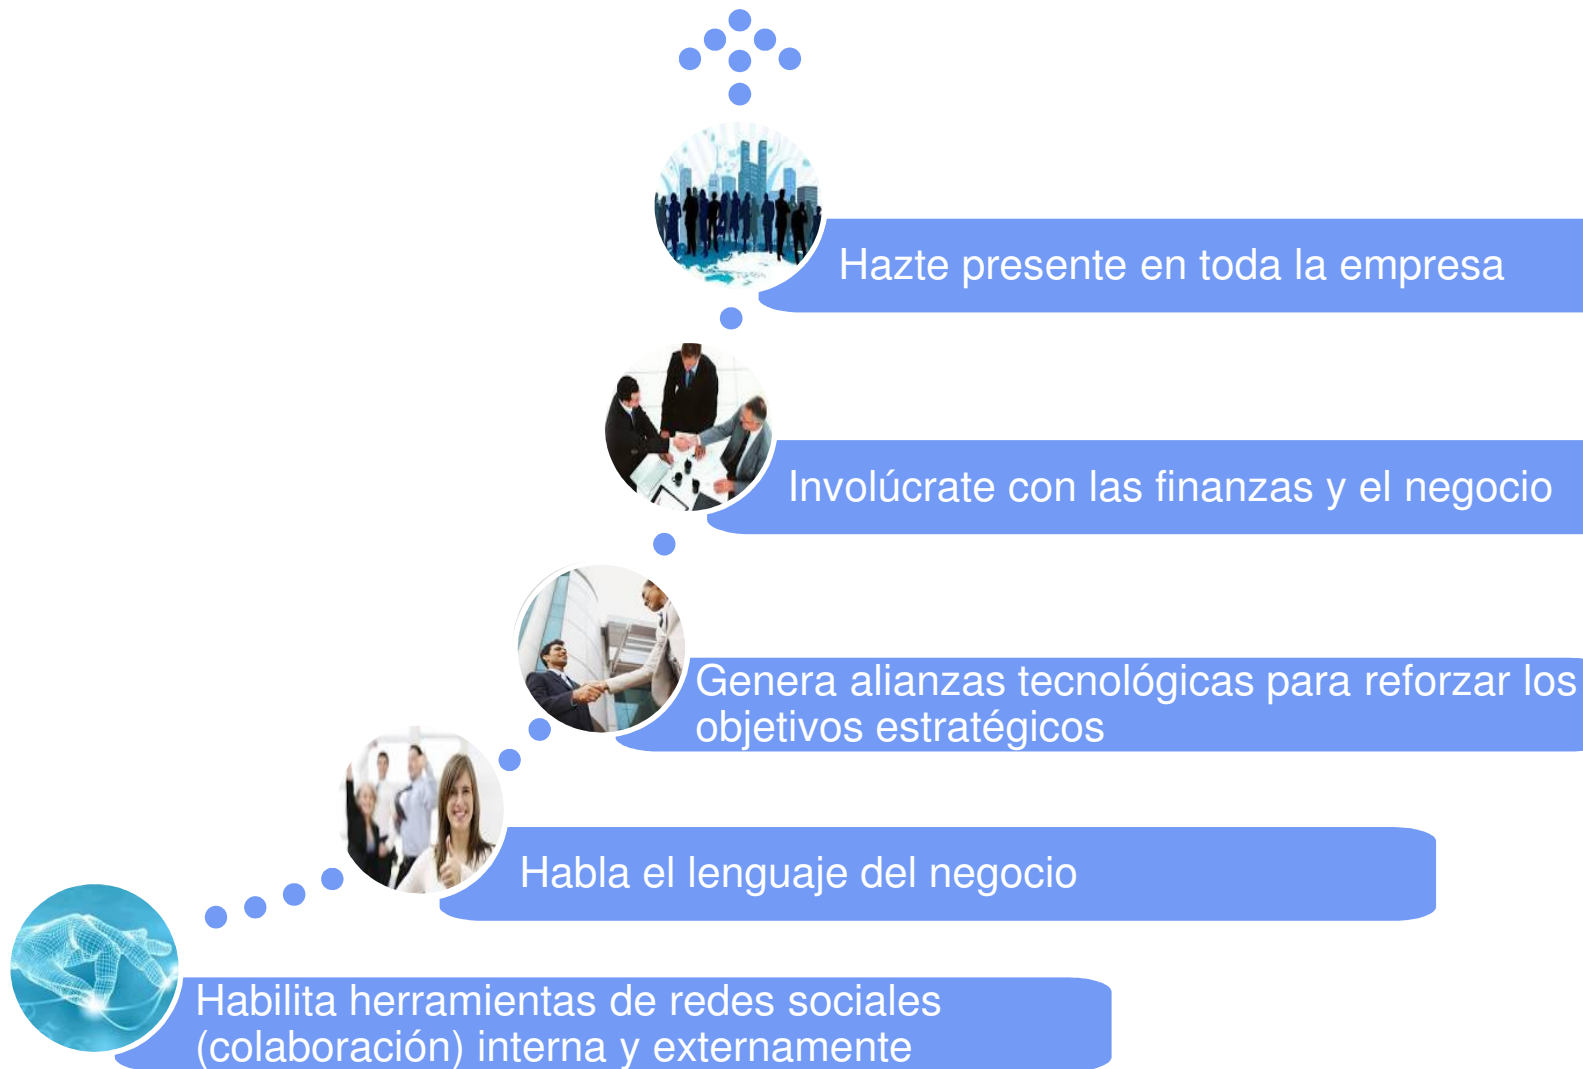 Hazte presente en toda la empresa
Involúcrate con las finanzas y el negocio
Genera alianzas tecnológicas para reforzar los
objetivos estratégicos
Habla el lenguaje del negocio
Habilita herramientas de redes sociales
(colaboración) interna y externamente